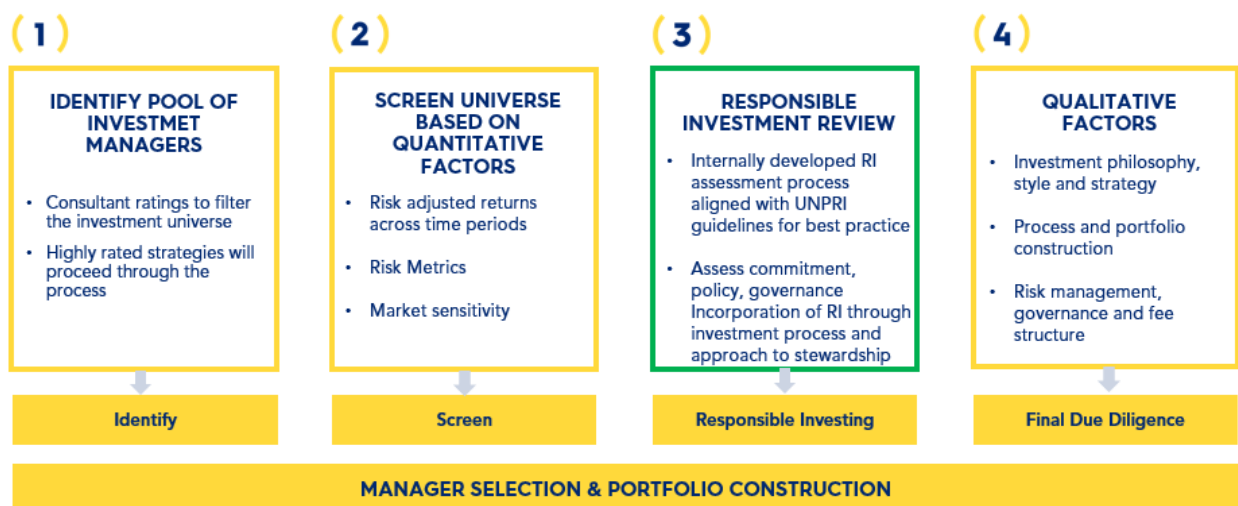 (1)
IDENTIFY POOL OF
INVESTMET
MANAGERS
• Consultant ratings to filter
the investment universe
• Highly rated strategies will
proceed through the
process
Identify
(2)
SCREEN UNIVERSE
BASED ON
QUANTITATIVE
FACTORS
• Risk adjusted returns
across time periods
• Risk Metrics
• Market sensitivity
Screen
(3)
RESPONSIBLE
INVESTMENT REVIEW
• Internally developed RI
assessment process
aligned with UNPRI
guidelines for best practice
• Assess commitment,
policy, governance
Incorporation of RI through
investment process and
approach to stewardship
Responsible Investing
(4)
QUALITATIVE
FACTORS
• Investment philosophy,
style and strategy
• Process and portfolio
construction
• Risk management,
governance and fee
structure
Final Due Diligence
MANAGER SELECTION & PORTFOLIO CONSTRUCTION